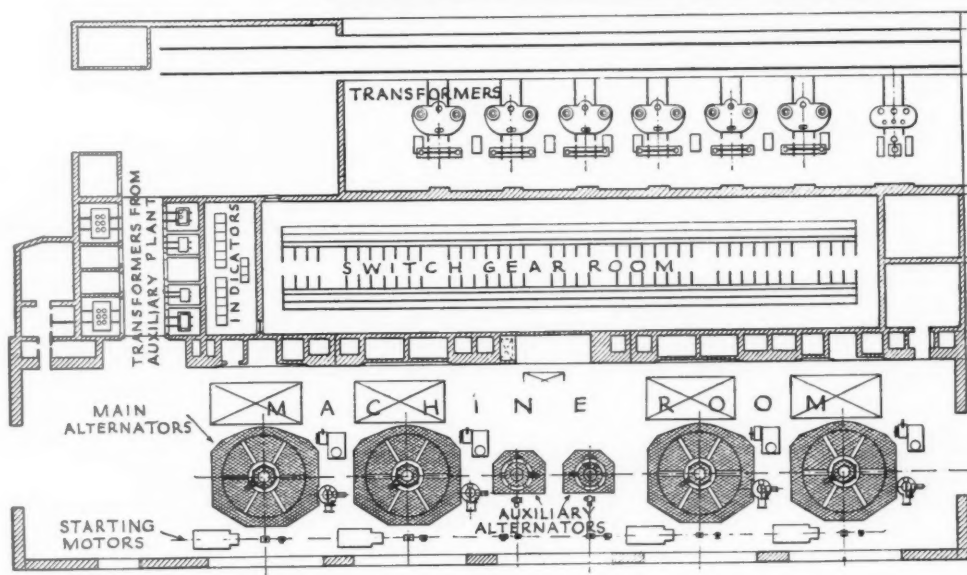 TRANSFORMERS
TRANSFORMERS FROM
AUXILIARY PLANT
INDICATORS
SWITCH GEAR ROOM
MACHINE ROOM
MAIN
ALTERNATORS
AUXILIARY
ALTERNATORS
STARTING
MOTORS